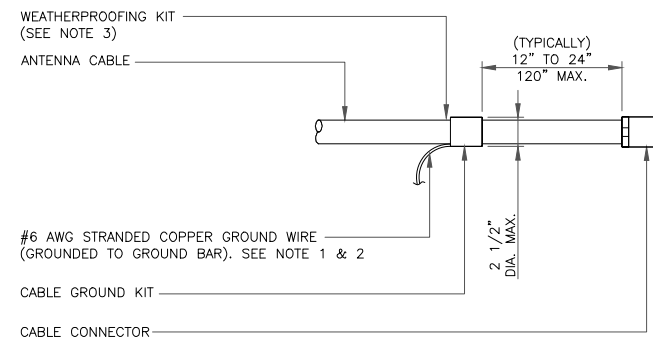 WEATHERPROOFING KIT
(SEE NOTE 3)
ANTENNA CABLE
(TYPICALLY)
12" TO 24"
120" MAX.
2 1/2"
DIA. MAX.
#6 AWG STRANDED COPPER GROUND WIRE
(GROUNDED TO GROUND BAR). SEE NOTE 1 & 2
CABLE GROUND KIT
CABLE CONNECTOR